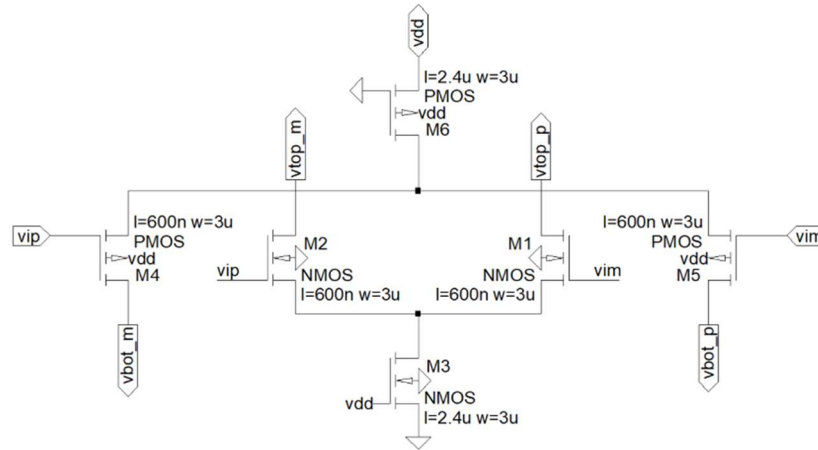 vdd
l=2.4u w=3u
PMOS
vdd
M6
vtop_m
vtop_p
vip
l=600n w=3u
PMOS
vdd
M4
vip
M2
NMOS
l=600n w=3u
M1
NMOS
l=600n w=3u
vim
l=600n w=3u
PMOS
vdd
M5
vim
vbot_m
vbot_p
M3
vdd
NMOS
l=2.4u w=3u